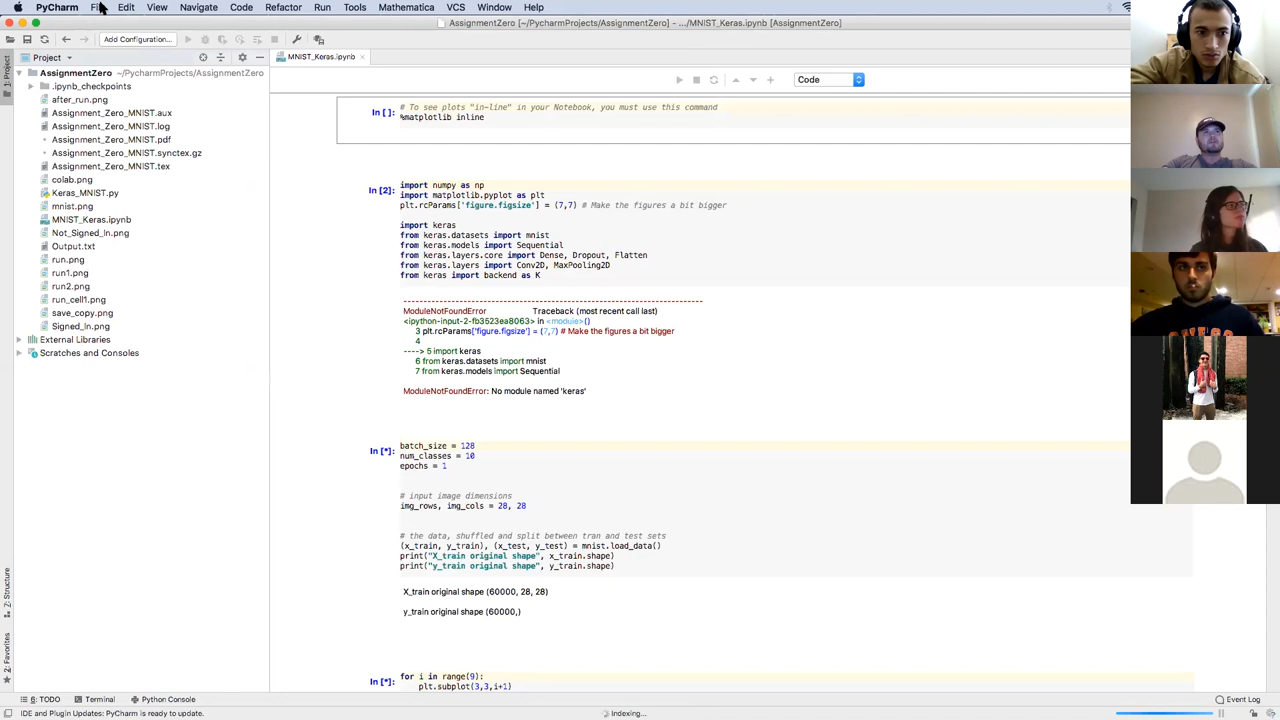 PyCharm File Edit View Navigate Code Refactor Run Tools Mathematica VCS Window Help
AssignmentZero [~/PycharmProjects/AssignmentZero] - .../MNIST_Keras.ipynb [AssignmentZero]
Add Configuration...
Project
MNIST_Keras.ipynb
1: Project
AssignmentZero ~/PycharmProjects/AssignmentZero
.ipynb_checkpoints
after_run.png
Assignment_Zero_MNIST.aux
Assignment_Zero_MNIST.log
Assignment_Zero_MNIST.pdf
Assignment_Zero_MNIST.synctex.gz
Assignment_Zero_MNIST.tex
colab.png
Keras_MNIST.py
mnist.png
MNIST_Keras.ipynb
Not_Signed_In.png
Output.txt
run.png
run1.png
run2.png
run_cell1.png
save_copy.png
Signed_In.png
External Libraries
Scratches and Consoles
Code
In [ ]:
# To see plots "in-line" in your Notebook, you must use this command
%matplotlib inline
In [2]:
import numpy as np
import matplotlib.pyplot as plt
plt.rcParams['figure.figsize'] = (7,7) # Make the figures a bit bigger
import keras
from keras.datasets import mnist
from keras.models import Sequential
from keras.layers.core import Dense, Dropout, Flatten
from keras.layers import Conv2D, MaxPooling2D
from keras import backend as K
---------------------------------------------------------------------------
ModuleNotFoundError Traceback (most recent call last)
<ipython-input-2-fb3523ea8063> in <module>()
3 plt.rcParams['figure.figsize'] = (7,7) # Make the figures a bit bigger
4
----> 5 import keras
6 from keras.datasets import mnist
7 from keras.models import Sequential
ModuleNotFoundError: No module named 'keras'
In [*]:
batch_size = 128
num_classes = 10
epochs = 1
# input image dimensions
img_rows, img_cols = 28, 28
# the data, shuffled and split between tran and test sets
(x_train, y_train), (x_test, y_test) = mnist.load_data()
print("X_train original shape", x_train.shape)
print("y_train original shape", y_train.shape)
X_train original shape (60000, 28, 28)
y_train original shape (60000,)
In [*]:
for i in range(9):
plt.subplot(3,3,i+1)
7: Structure
2: Favorites
6: TODO
Terminal
Python Console
Event Log
IDE and Plugin Updates: PyCharm is ready to update.
Indexing...